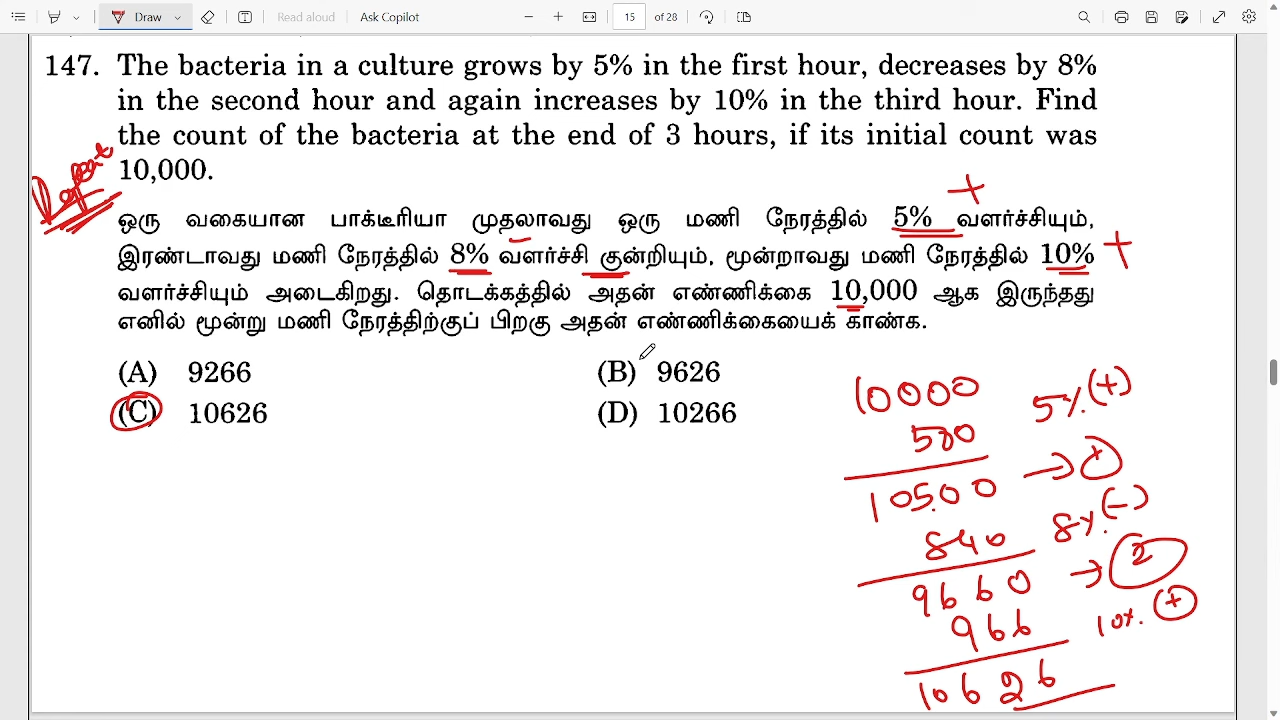 Draw
Read aloud
Ask Copilot
15
of 28
147. The bacteria in a culture grows by 5% in the first hour, decreases by 8%
in the second hour and again increases by 10% in the third hour. Find
the count of the bacteria at the end of 3 hours, if its initial count was
10,000.
Repeat
ஒரு வகையான பாக்டீரியா முதலாவது ஒரு மணி நேரத்தில் 5% வளர்ச்சியும்,
இரண்டாவது மணி நேரத்தில் 8% வளர்ச்சி குன்றியும், மூன்றாவது மணி நேரத்தில் 10%
வளர்ச்சியும் அடைகிறது. தொடக்கத்தில் அதன் எண்ணிக்கை 10,000 ஆக இருந்தது
எனில் மூன்று மணி நேரத்திற்குப் பிறகு அதன் எண்ணிக்கையைக் காண்க.
+
+
(A) 9266
(B) 9626
(C) 10626
(D) 10266
10000 5% (+)
500
10500 → 1
840 8% (-)
9660 → 2
966 10% (+)
10626